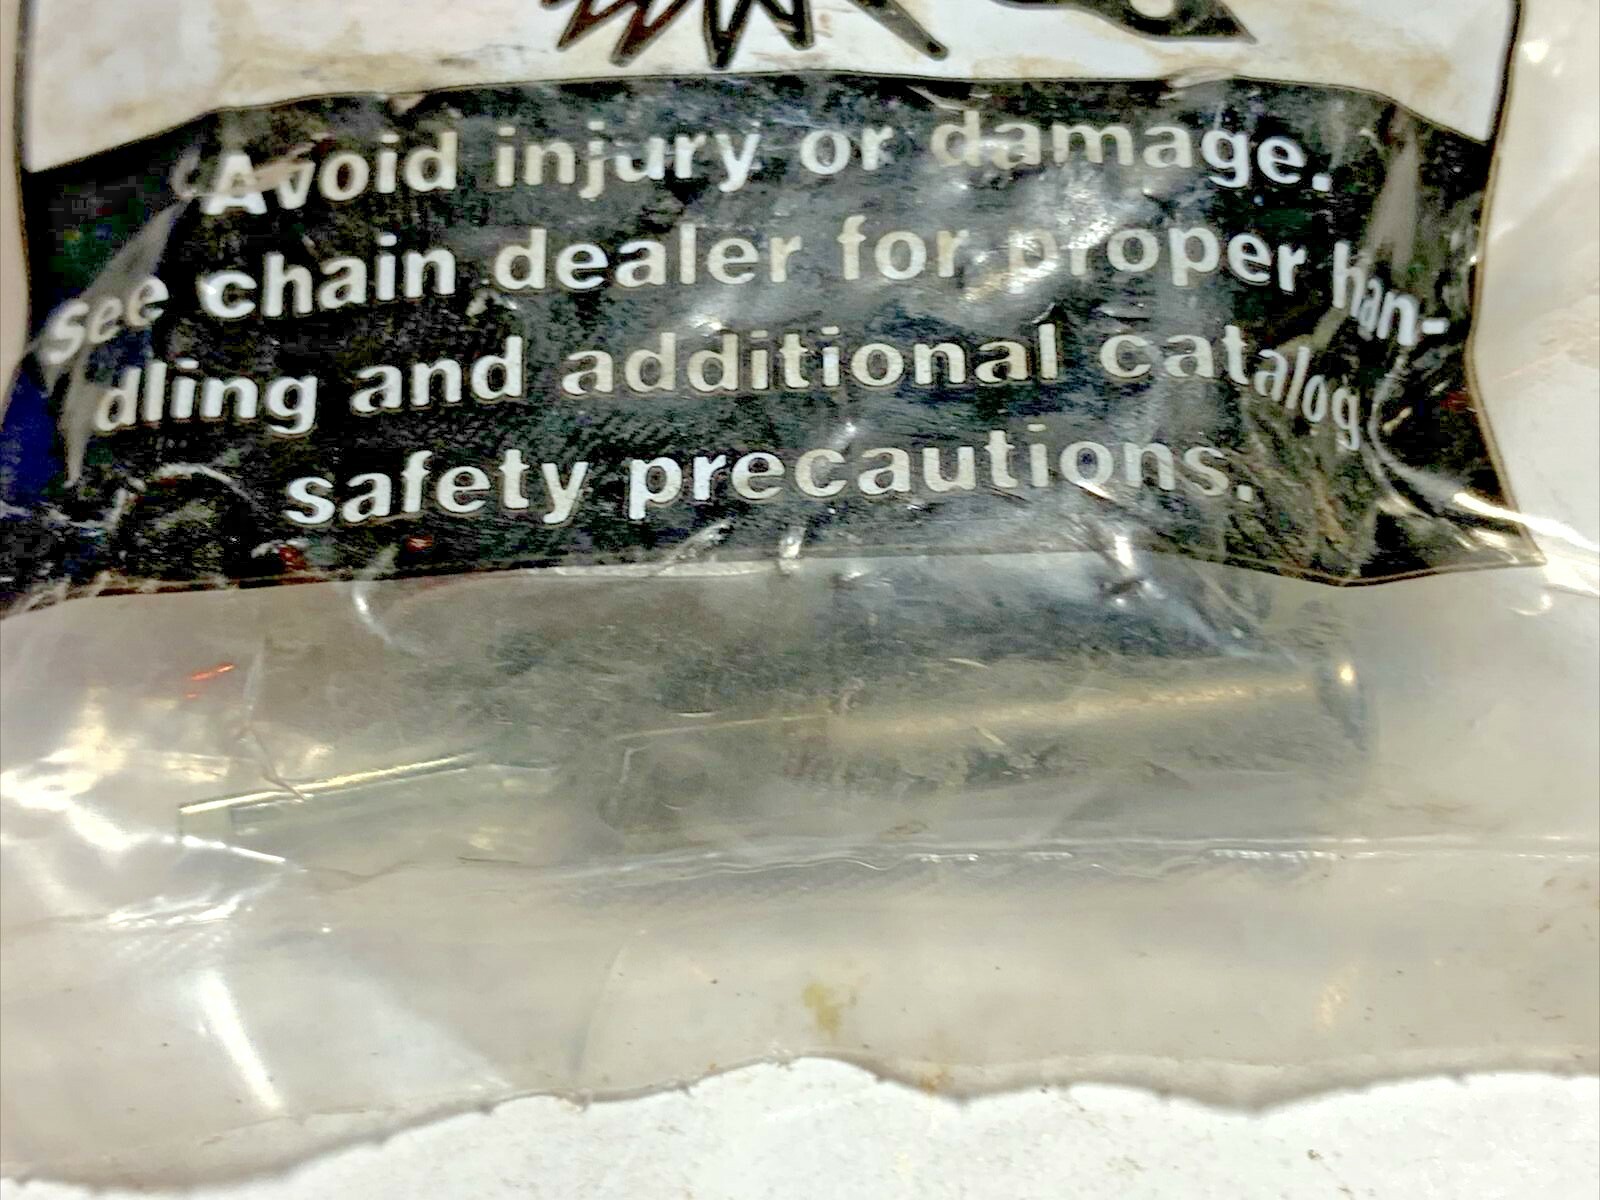 Avoid injury or damage.
See chain dealer for proper han-
dling and additional catalog
safety precautions.